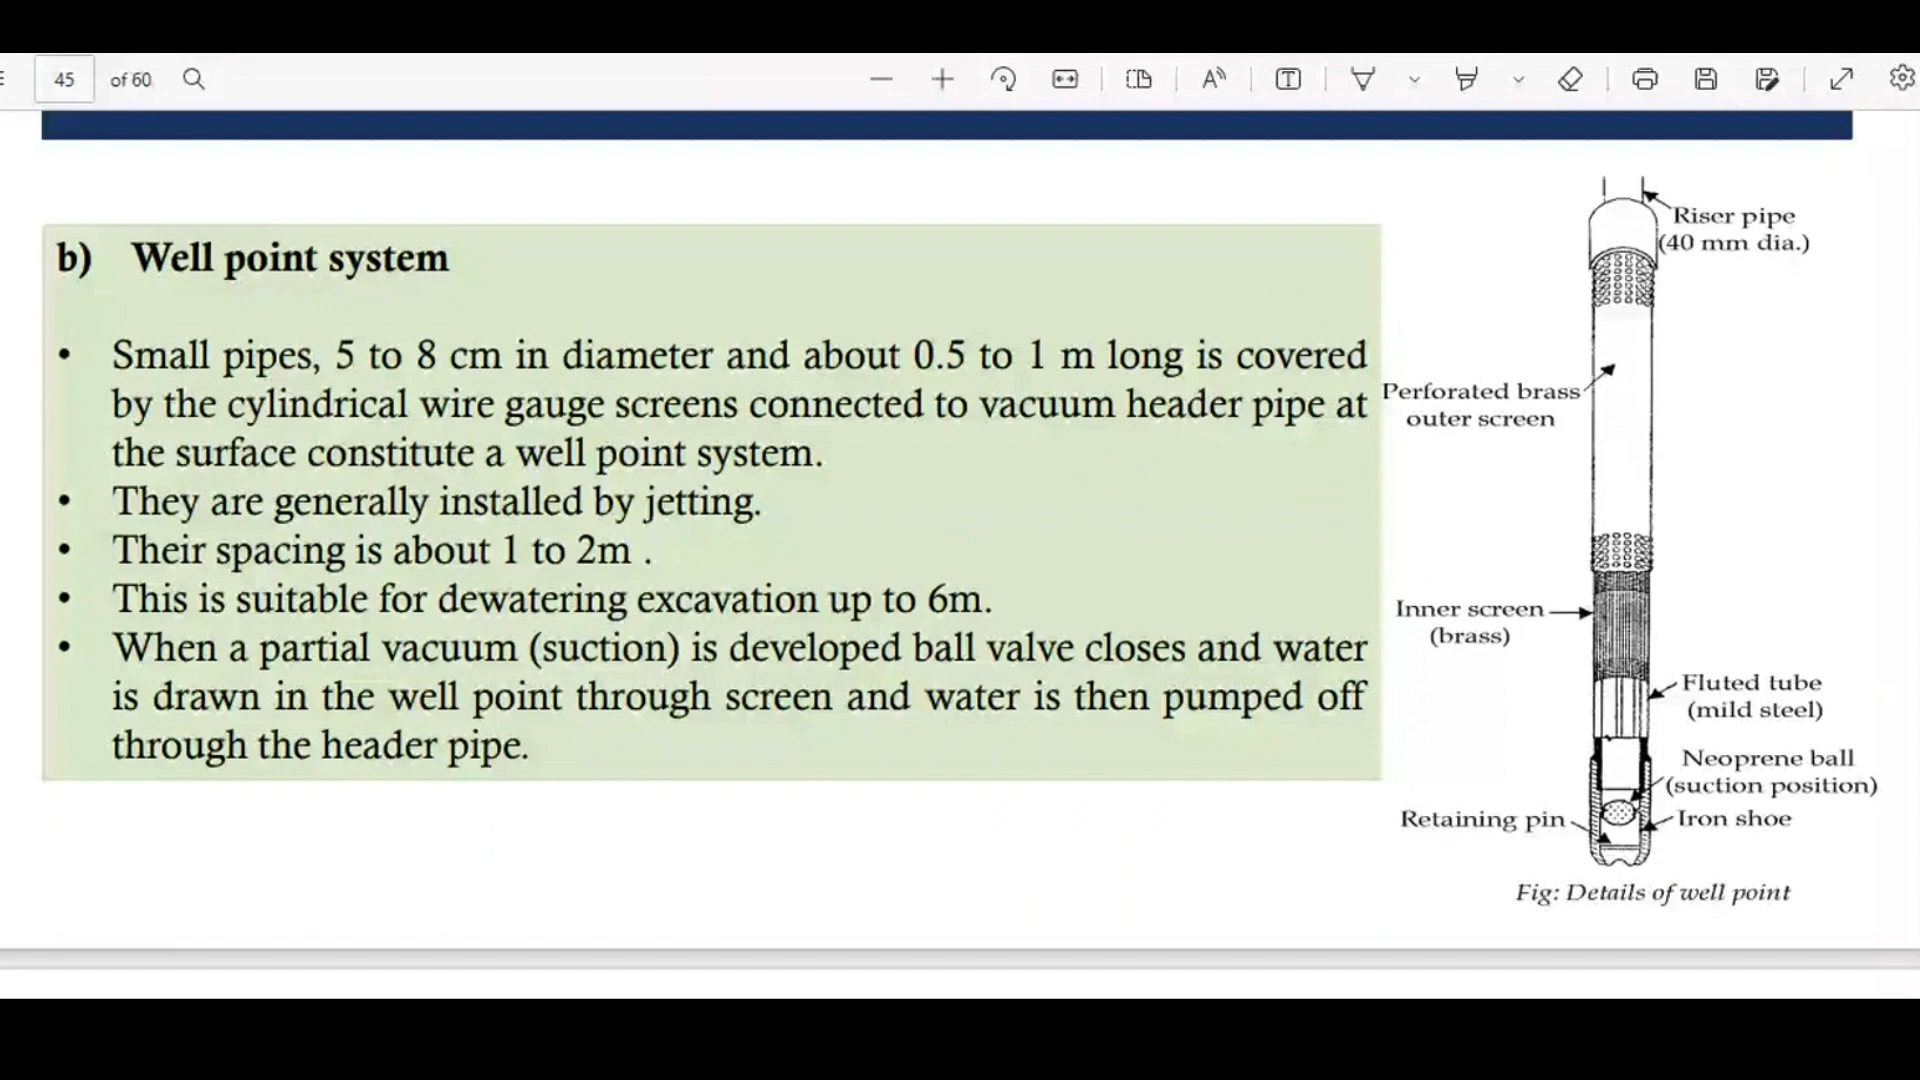 45 of 60
b) Well point system
• Small pipes, 5 to 8 cm in diameter and about 0.5 to 1 m long is covered
by the cylindrical wire gauge screens connected to vacuum header pipe at
the surface constitute a well point system.
• They are generally installed by jetting.
• Their spacing is about 1 to 2m .
• This is suitable for dewatering excavation up to 6m.
• When a partial vacuum (suction) is developed ball valve closes and water
is drawn in the well point through screen and water is then pumped off
through the header pipe.
Riser pipe
(40 mm dia.)
Perforated brass
outer screen
Inner screen
(brass)
Fluted tube
(mild steel)
Neoprene ball
(suction position)
Retaining pin
Iron shoe
Fig: Details of well point